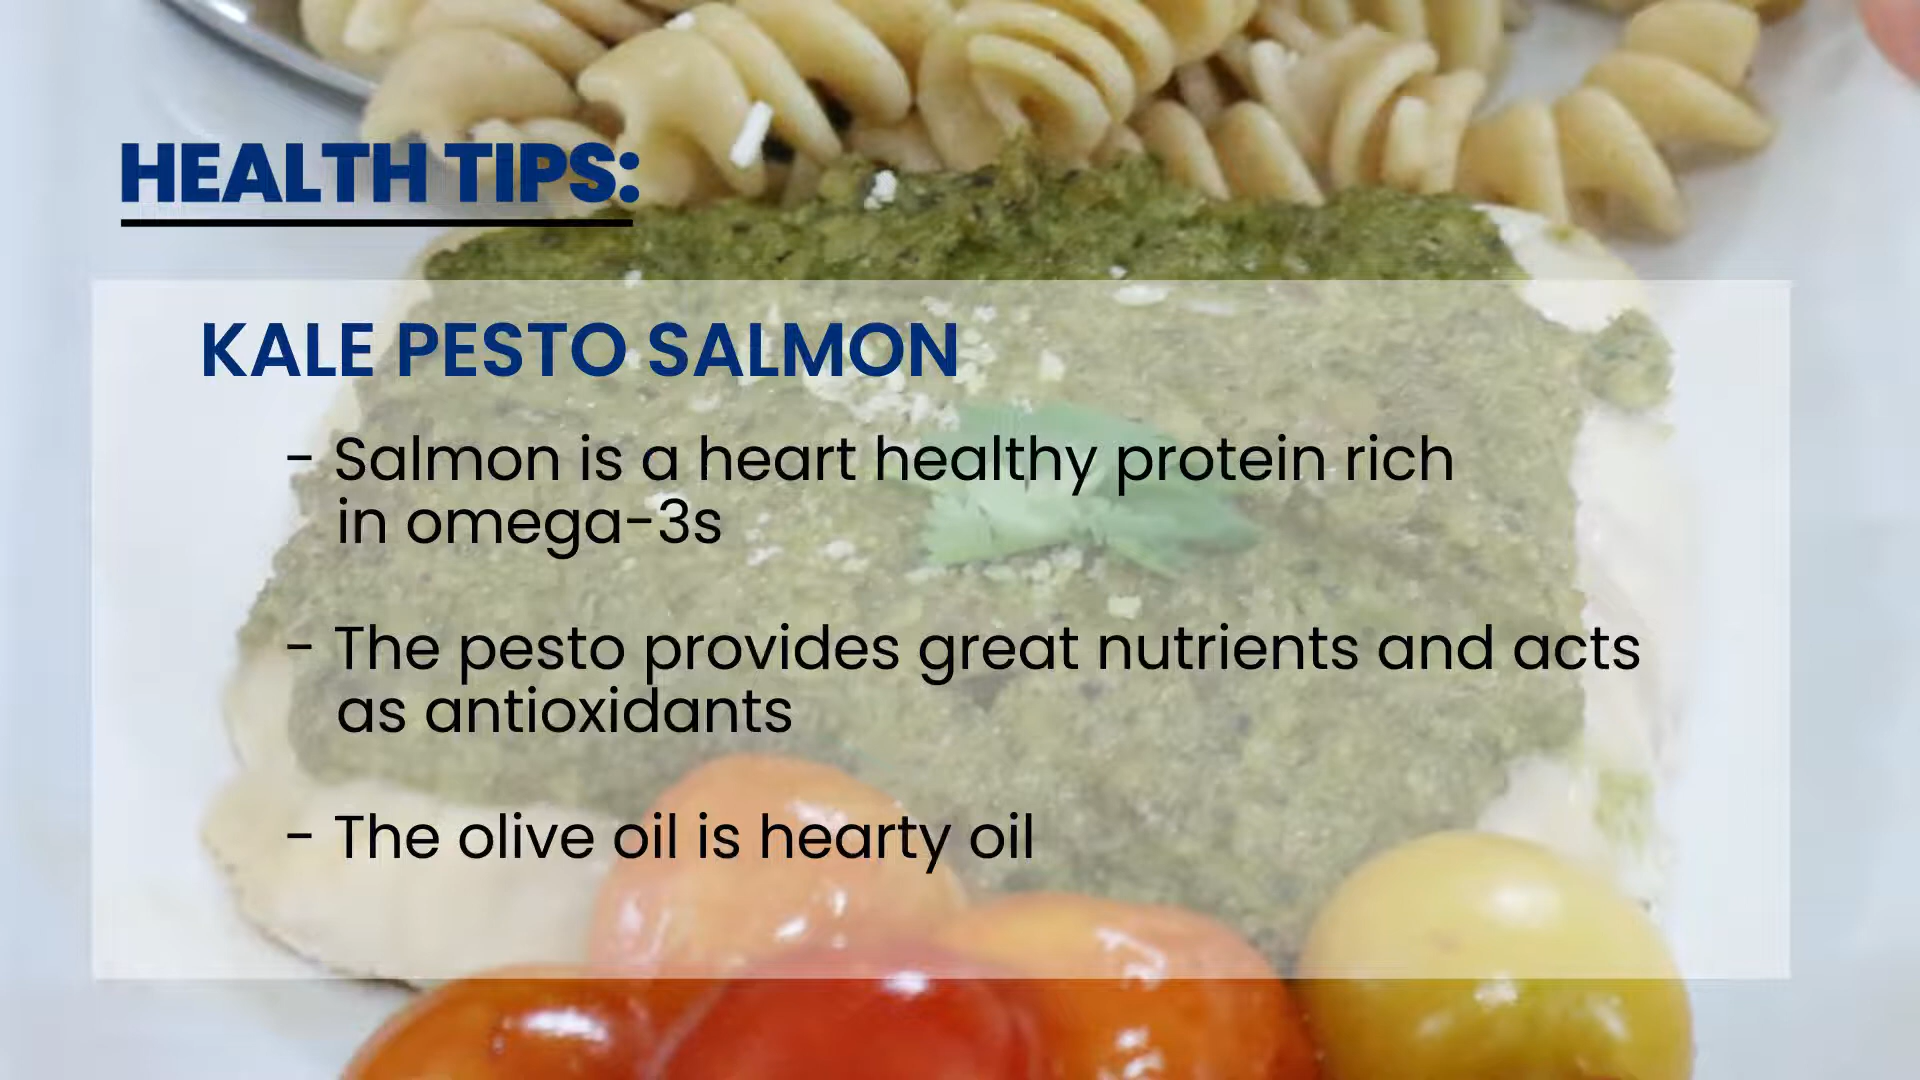 HEALTH TIPS:
KALE PESTO SALMON
- Salmon is a heart healthy protein rich
in omega-3s
- The pesto provides great nutrients and acts
as antioxidants
- The olive oil is hearty oil